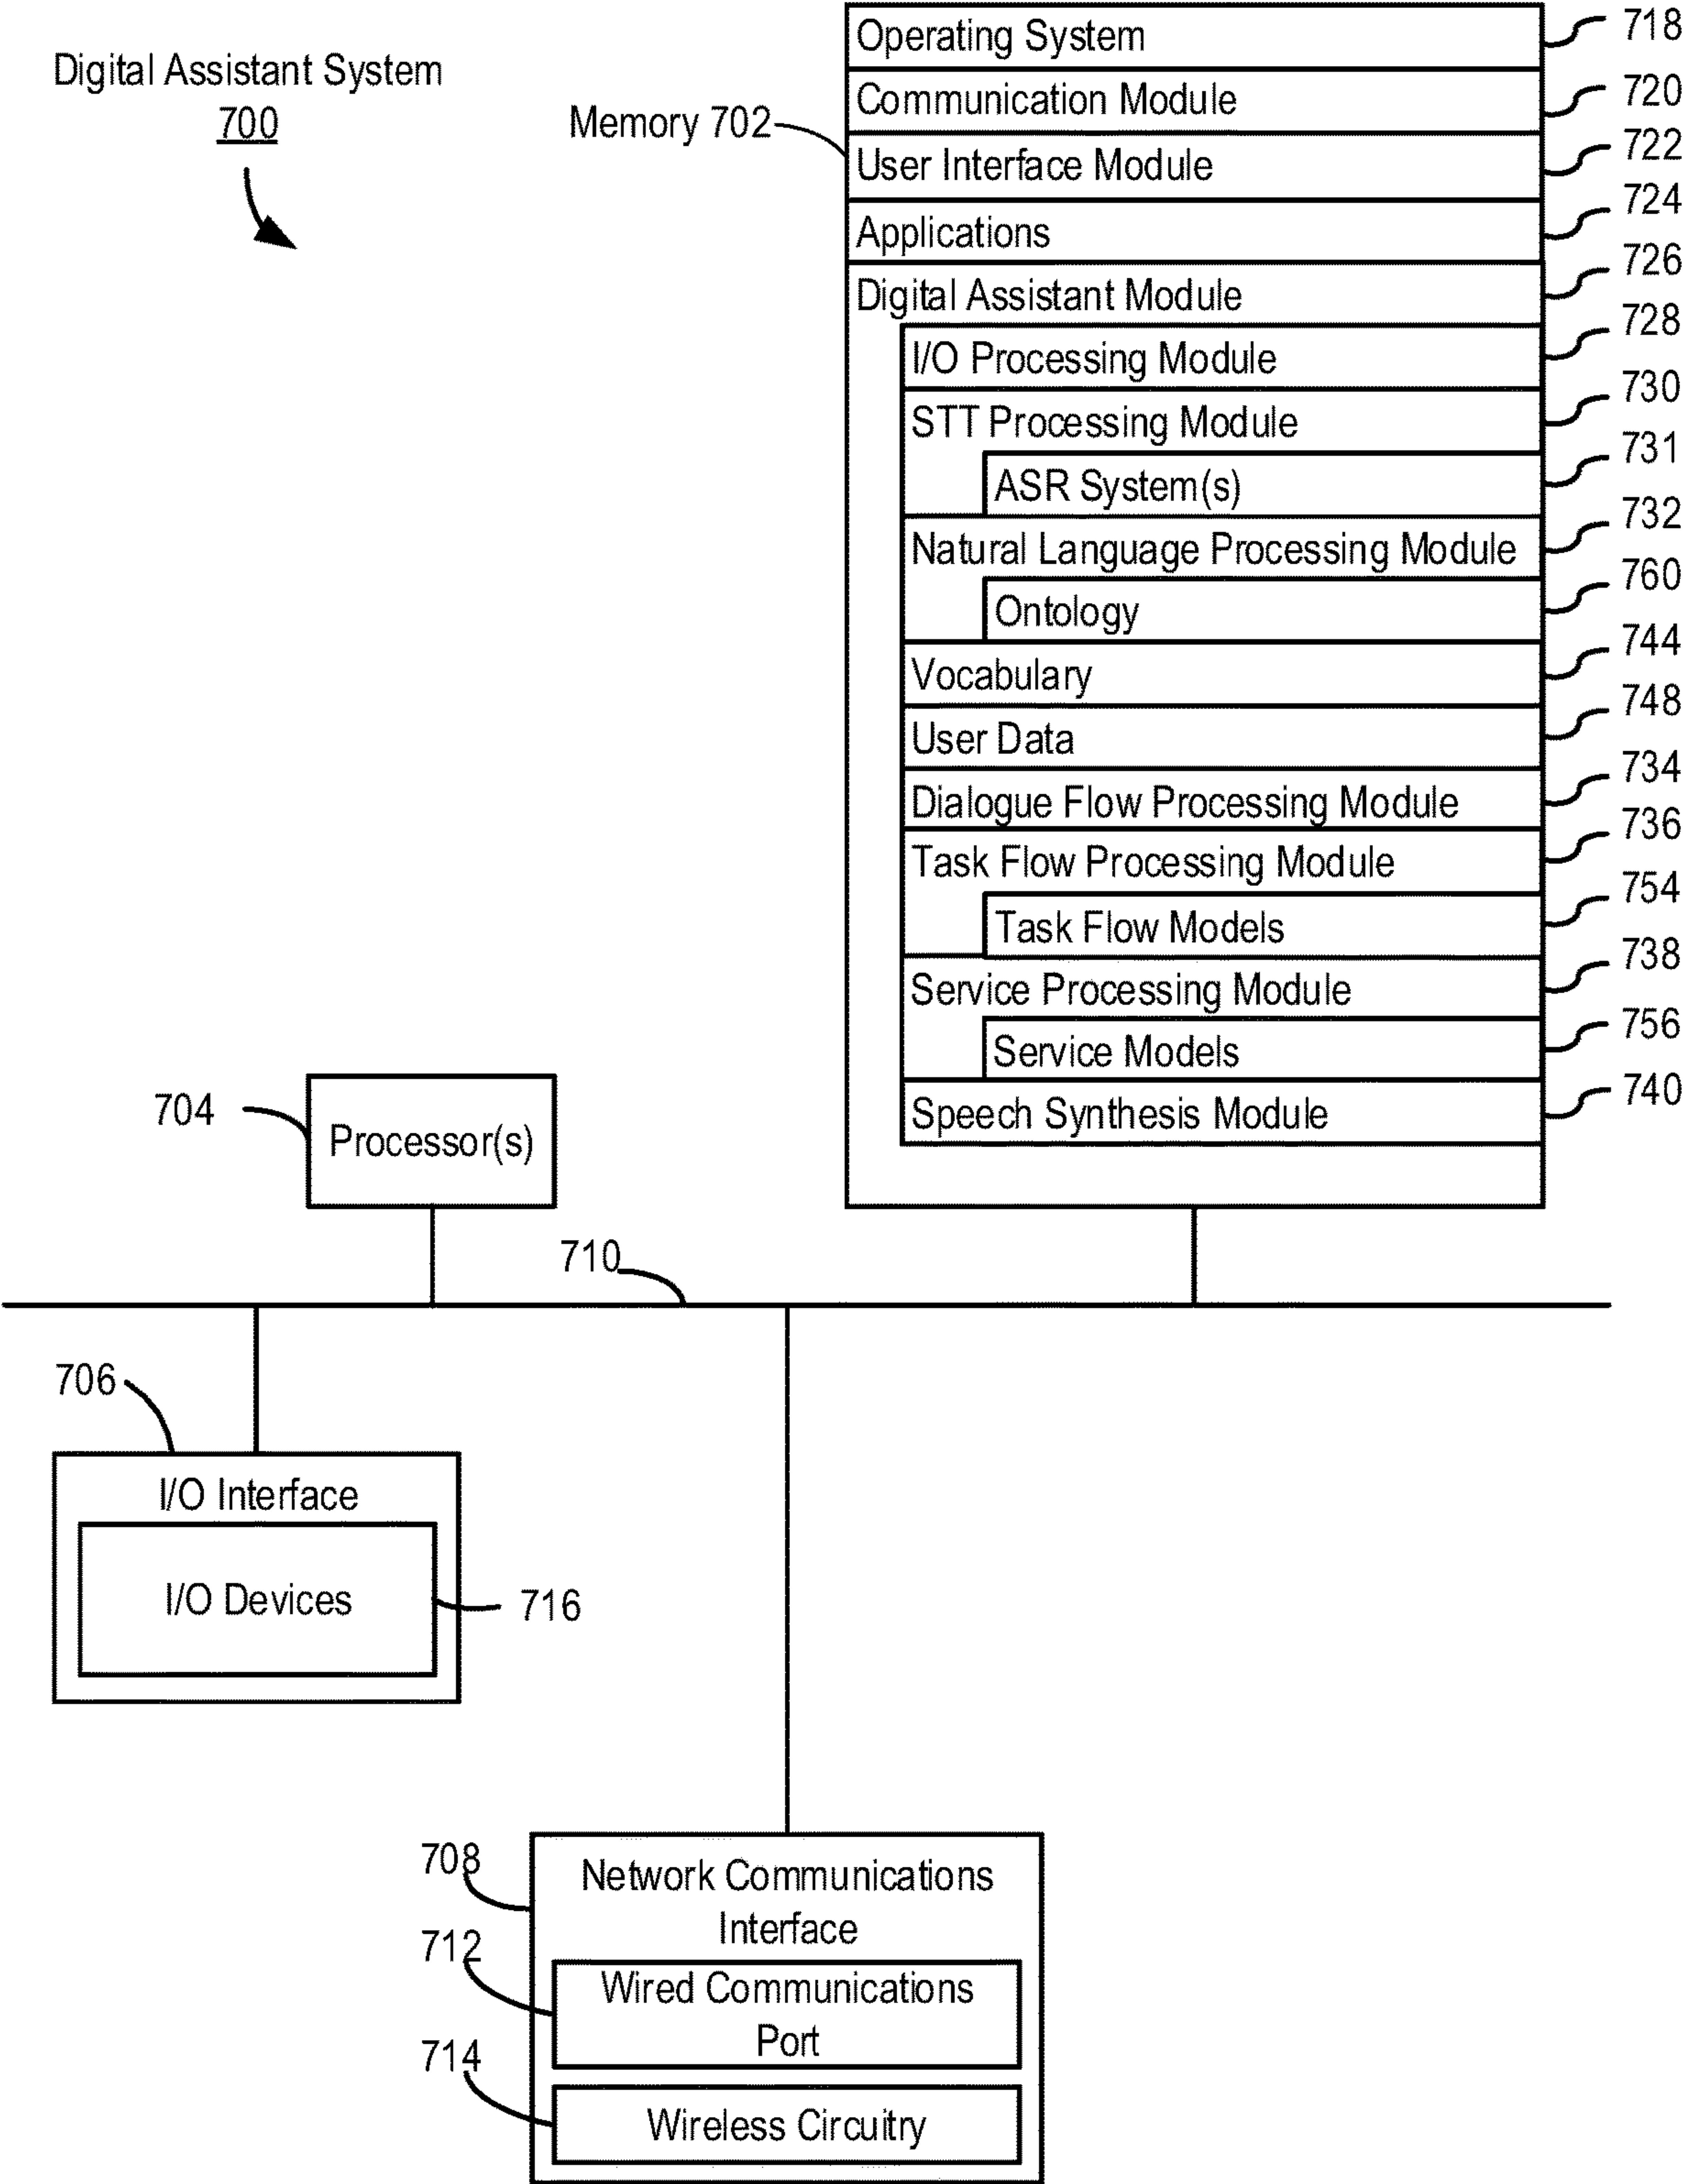 Digital Assistant System
700
Memory 702
Operating System 718
Communication Module 720
User Interface Module 722
Applications 724
Digital Assistant Module 726
I/O Processing Module 728
STT Processing Module 730
ASR System(s) 731
Natural Language Processing Module 732
Ontology 760
Vocabulary 744
User Data 748
Dialogue Flow Processing Module 734
Task Flow Processing Module 736
Task Flow Models 754
Service Processing Module 738
Service Models 756
Speech Synthesis Module 740
704
Processor(s)
710
706
I/O Interface
I/O Devices
716
708
Network Communications
Interface
712
Wired Communications
Port
714
Wireless Circuitry